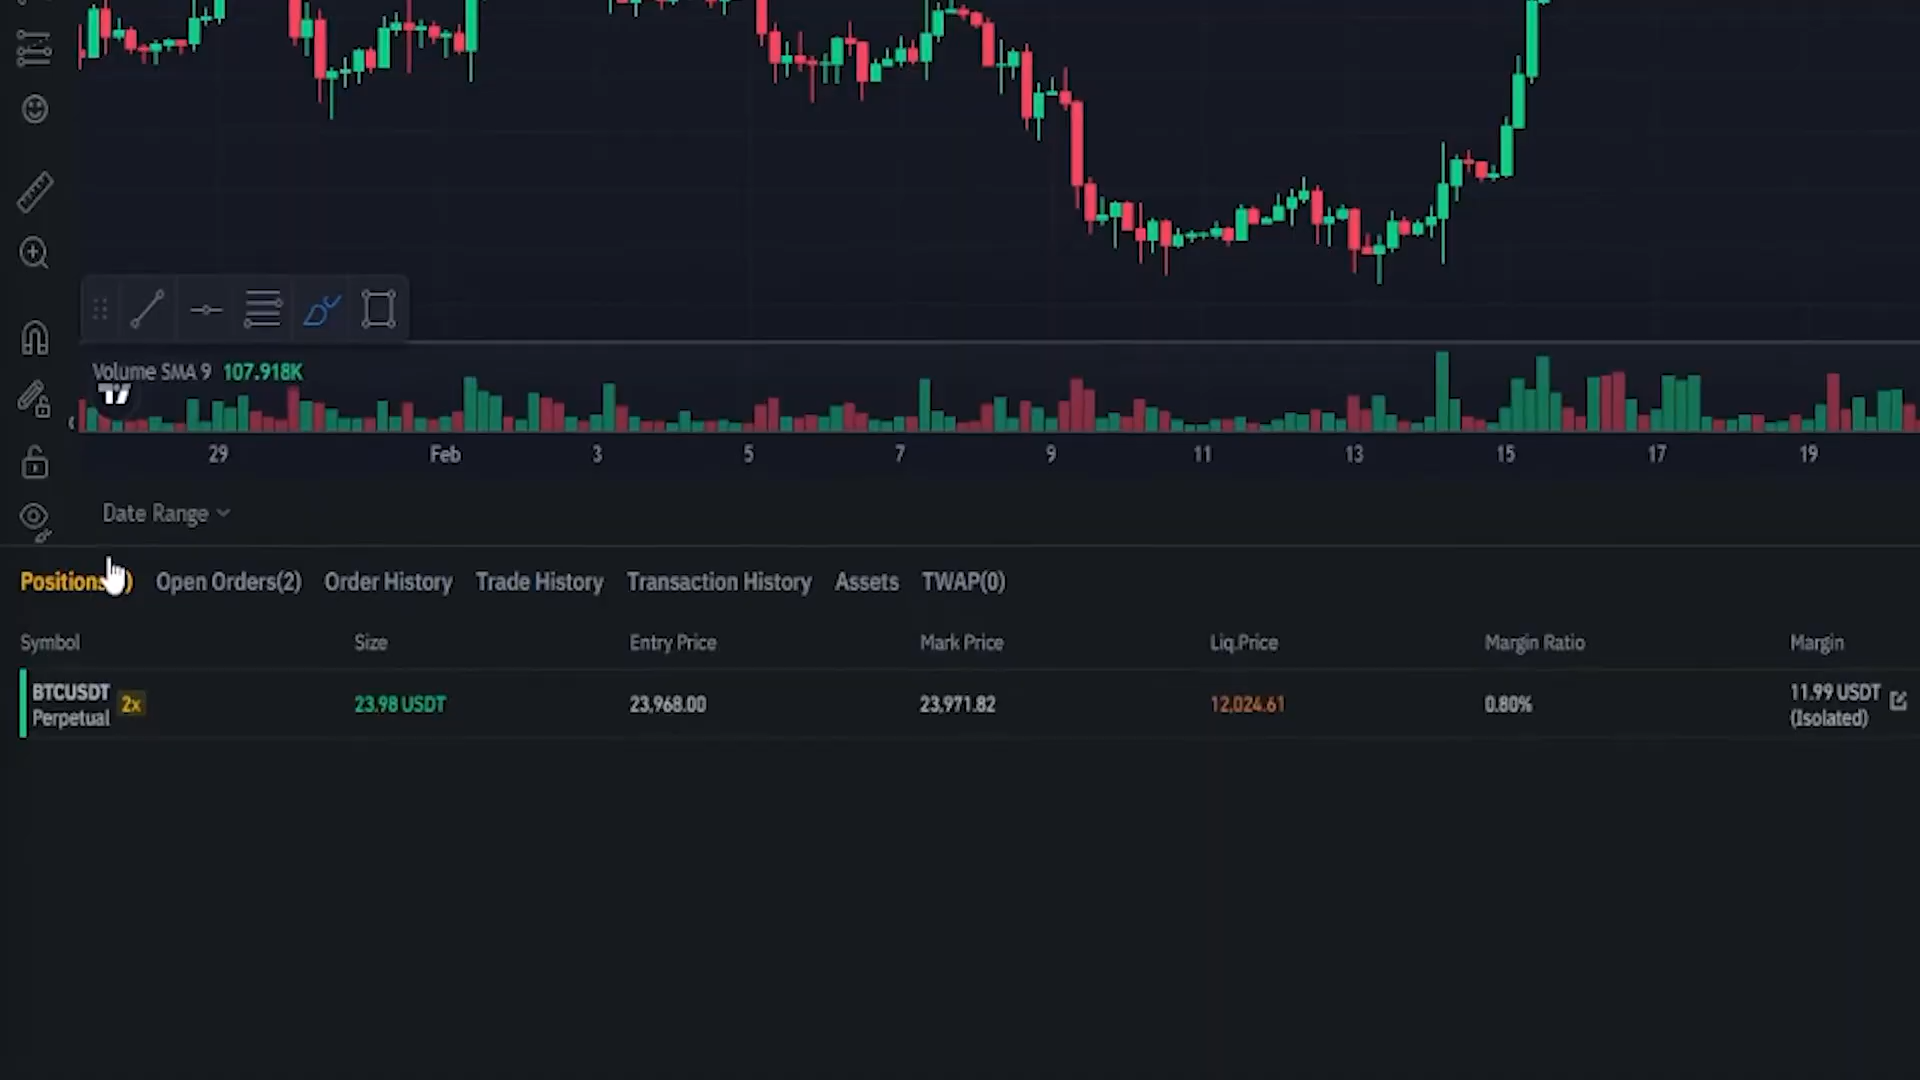 Volume SMA 9 107.918K
29 Feb 3 5 7 9 11 13 15 17 19
Date Range
Positions ) Open Orders(2) Order History Trade History Transaction History Assets TWAP(0)
Symbol Size Entry Price Mark Price Liq.Price Margin Ratio Margin
BTCUSDT 2x 23.98 USDT 23,968.00 23,971.82 12,024.61 0.80% 11.99 USDT
Perpetual (Isolated)